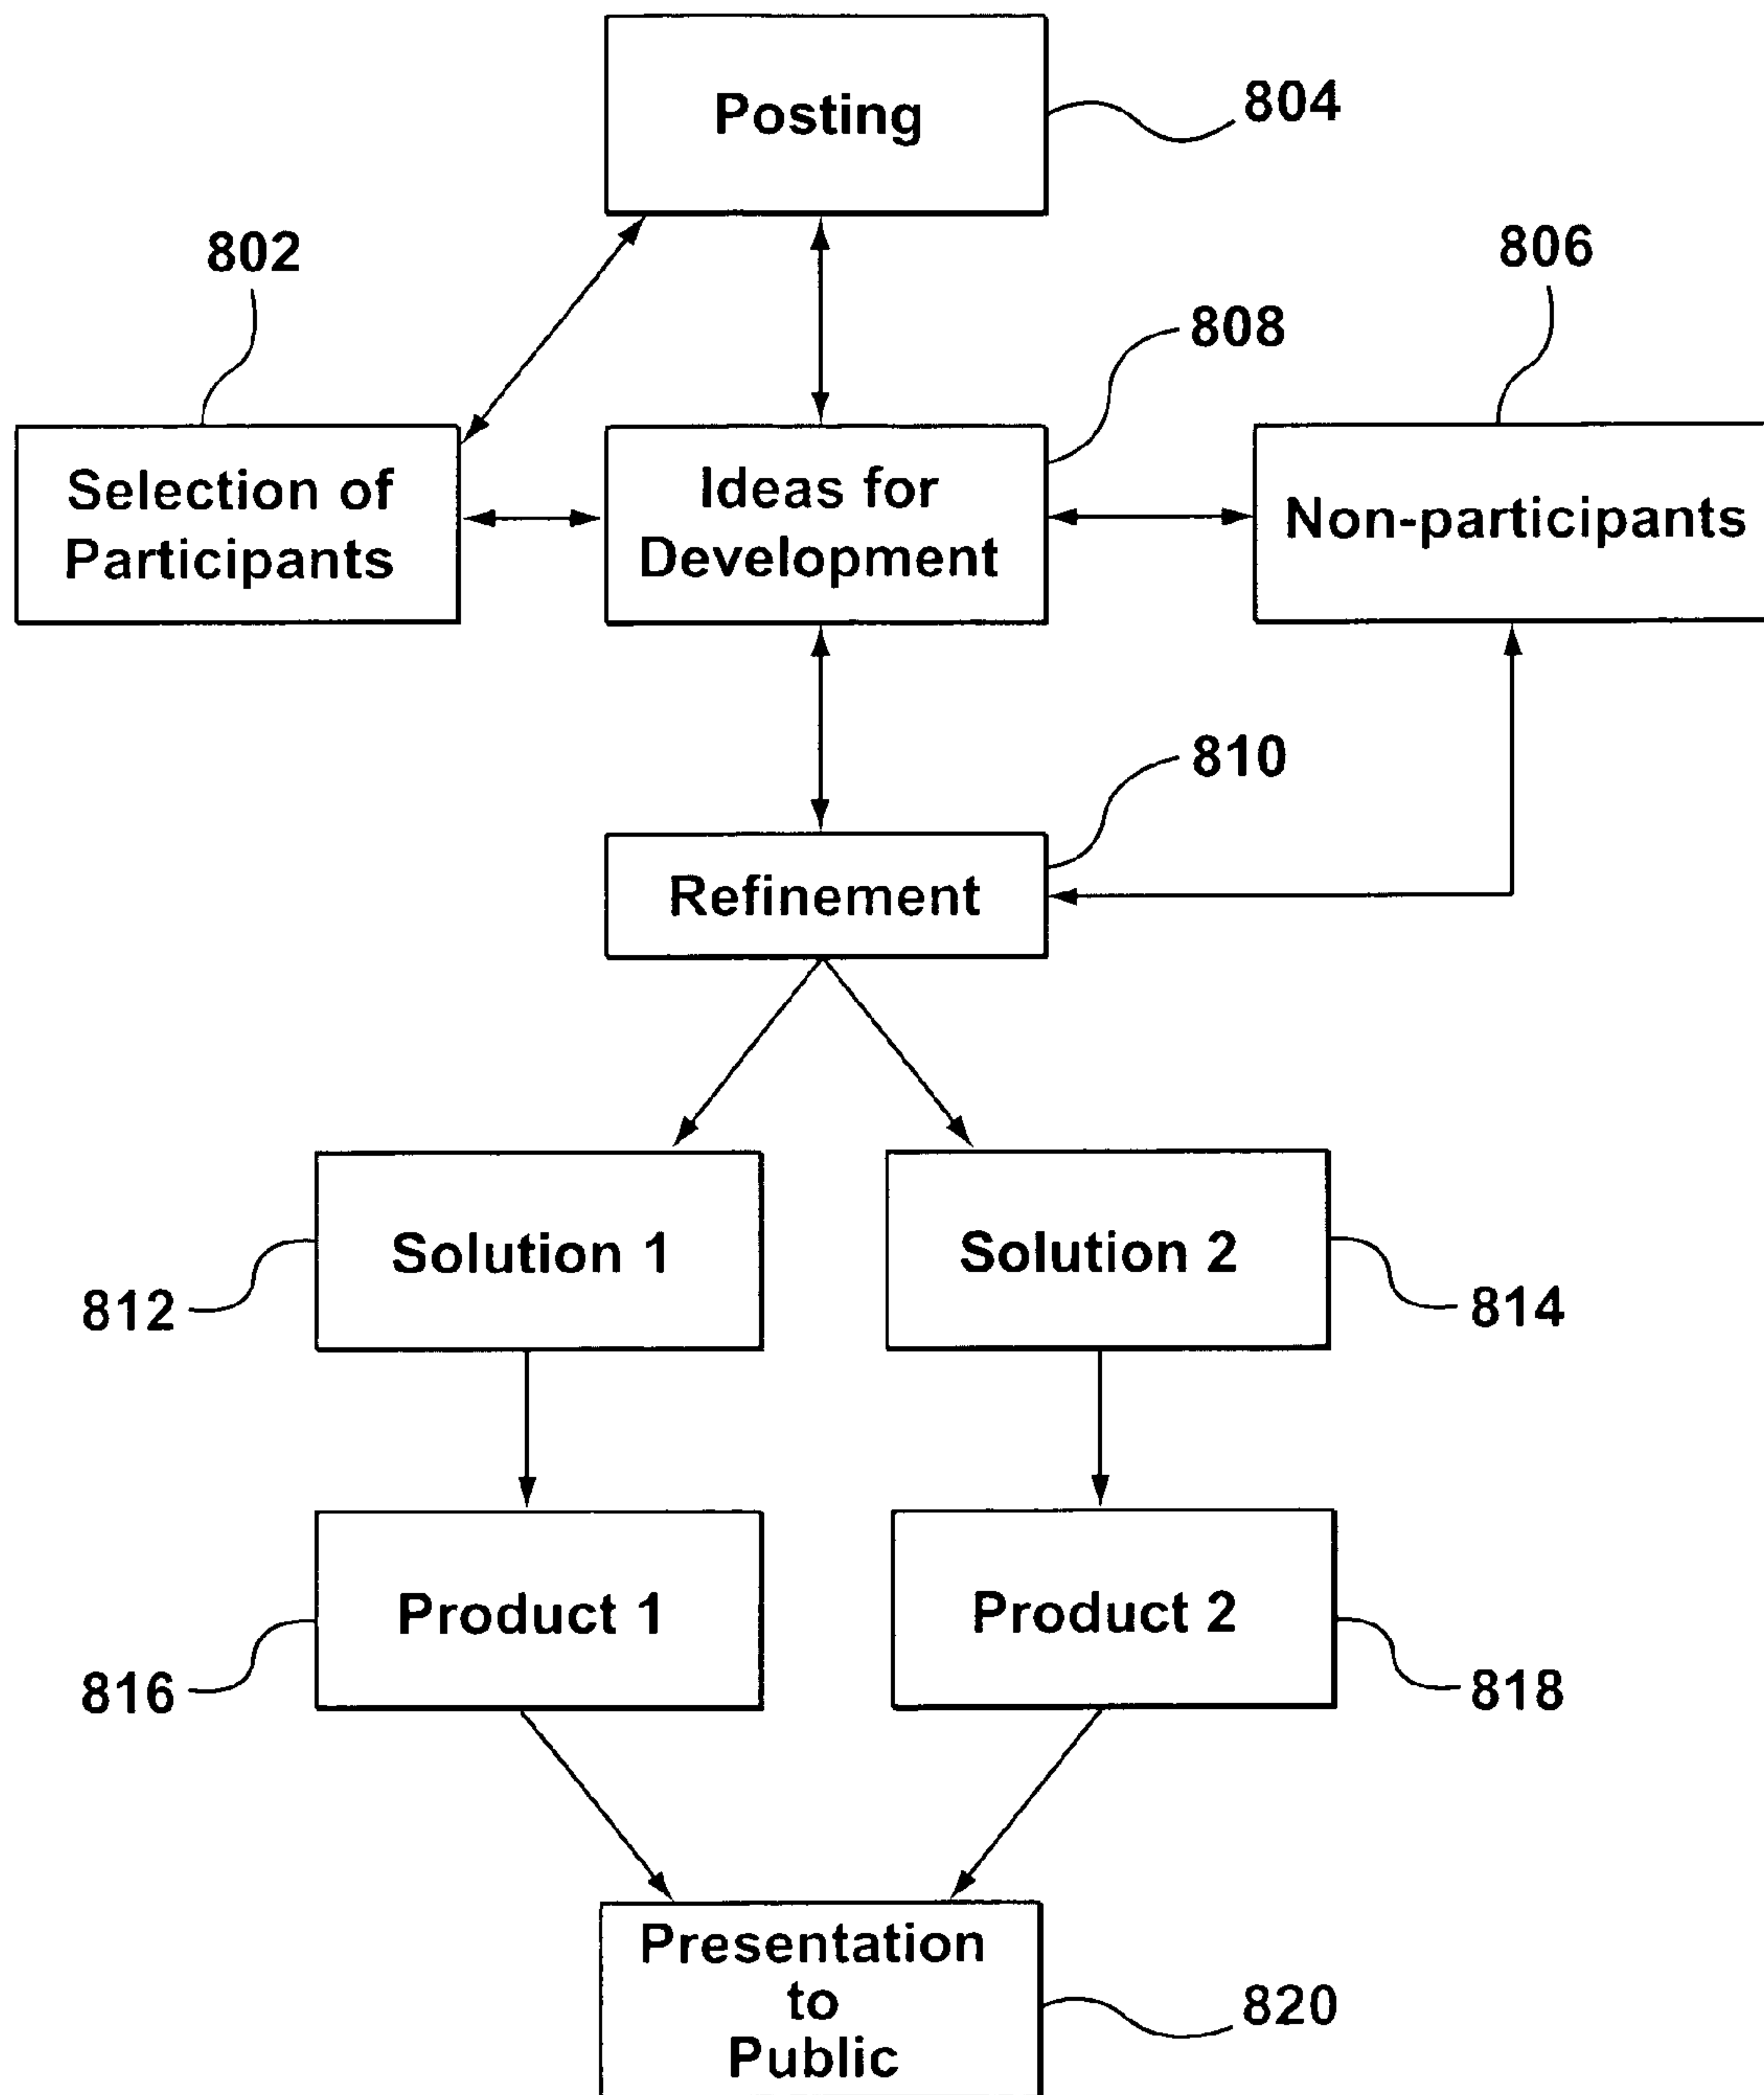 Posting
804
802
806
808
Selection of
Participants
Ideas for
Development
Non-participants
810
Refinement
Solution 1
Solution 2
812
814
Product 1
Product 2
816
818
Presentation
to
Public
820